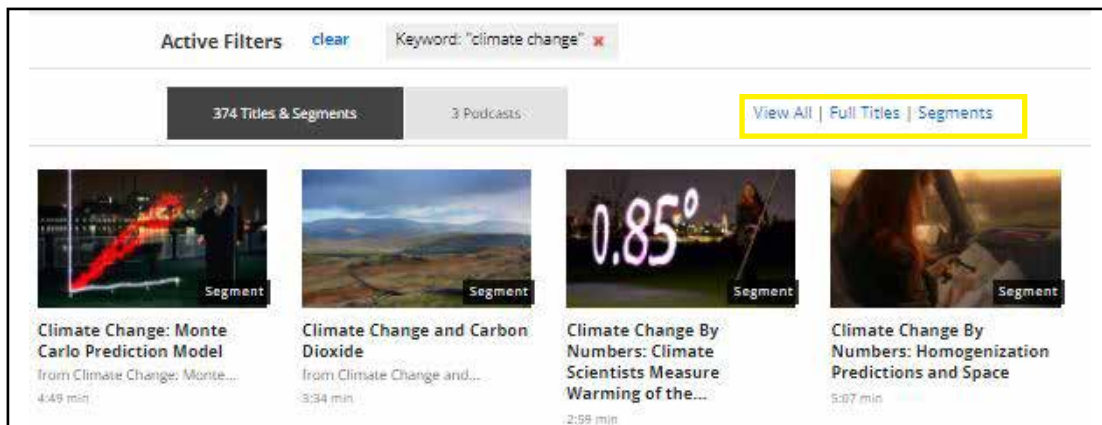 Active Filters clear Keyword: "climate change" ×
374 Titles & Segments 3 Podcasts View All | Full Titles | Segments
0.85°
Segment Segment Segment Segment
Climate Change: Monte
Carlo Prediction Model
from Climate Change: Monte...
4:49 min
Climate Change and Carbon
Dioxide
from Climate Change and...
3:34 min
Climate Change By
Numbers: Climate
Scientists Measure
Warming of the...
2:59 min
Climate Change By
Numbers: Homogenization
Predictions and Space
5:07 min